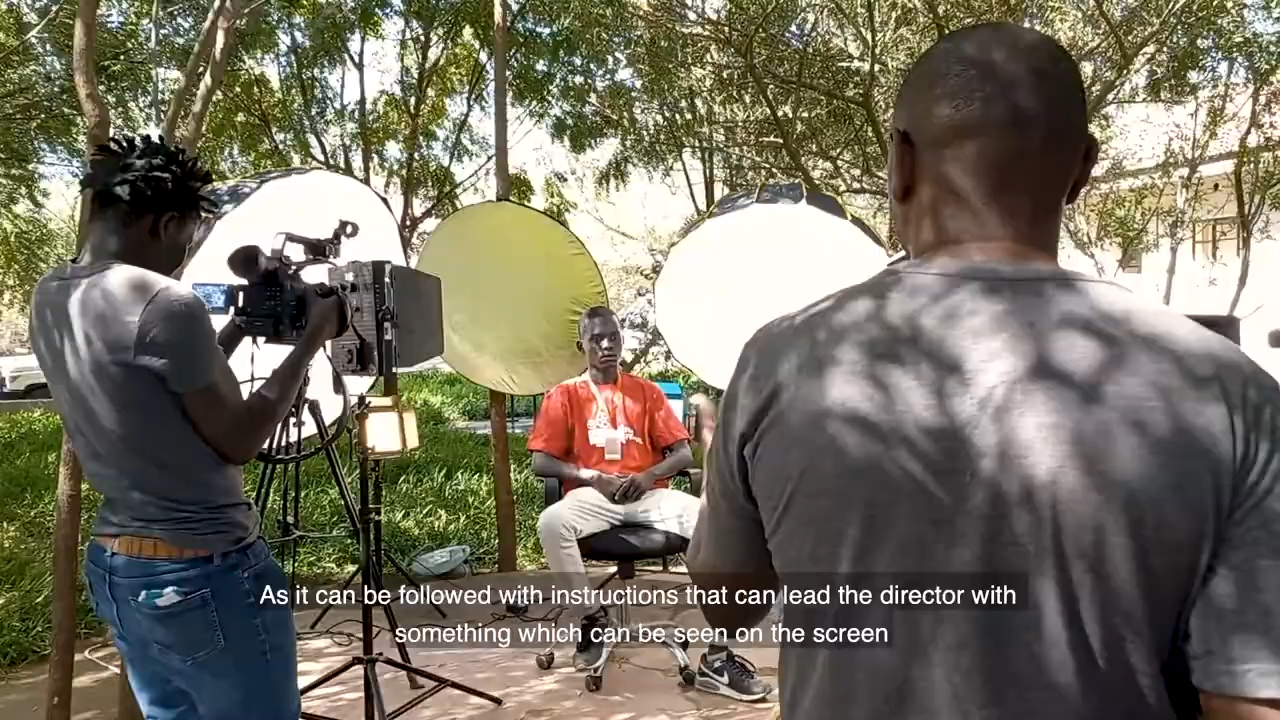 As it can be followed with instructions that can lead the director with
something which can be seen on the screen